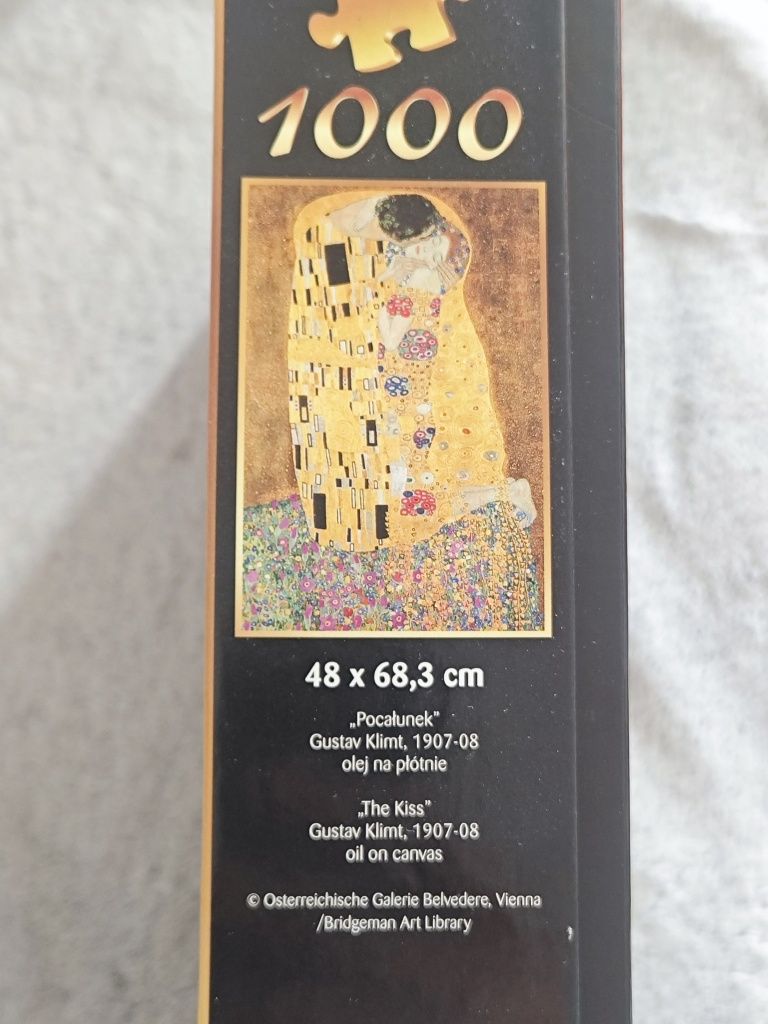 1000
48 x 68,3 cm
„Pocałunek”
Gustav Klimt, 1907-08
olej na płótnie
„The Kiss”
Gustav Klimt, 1907-08
oil on canvas
© Osterreichische Galerie Belvedere, Vienna
/Bridgeman Art Library